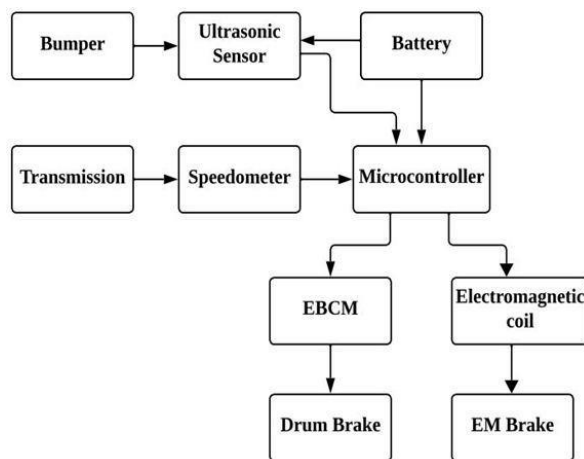 Bumper
Ultrasonic
Sensor
Battery
Transmission
Speedometer
Microcontroller
EBCM
Electromagnetic
coil
Drum Brake
EM Brake